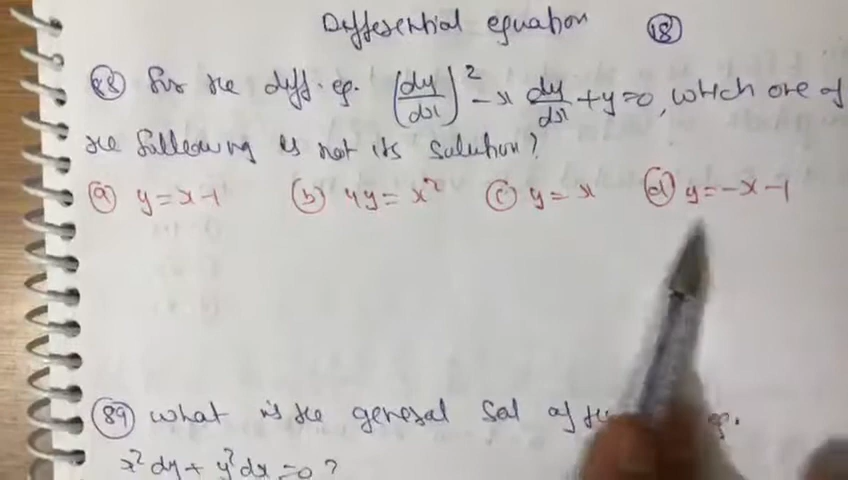 Differential equation (18)
(88) for the diff. eq. (dy/dx)² - x dy/dx + y = 0, which one of
the following is not its solution?
(a) y = x - 1 (b) 4y = x² (c) y = x (d) y = -x - 1
(89) what is the general sol of the eq.
x² dy + y² dx = 0 ?